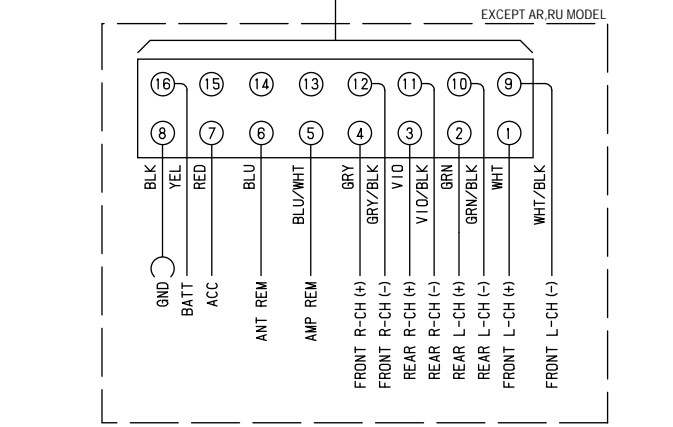 EXCEPT AR,RU MODEL
16 15 14 13 12 11 10 9
8 7 6 5 4 3 2 1
BLK
YEL
RED
BLU
BLU/WHT
GRY
GRY/BLK
VIO
VIO/BLK
GRN
GRN/BLK
WHT
WHT/BLK
GND
BATT
ACC
ANT REM
AMP REM
FRONT R-CH (+)
FRONT R-CH (-)
REAR R-CH (+)
REAR R-CH (-)
REAR L-CH (+)
REAR L-CH (-)
FRONT L-CH (+)
FRONT L-CH (-)